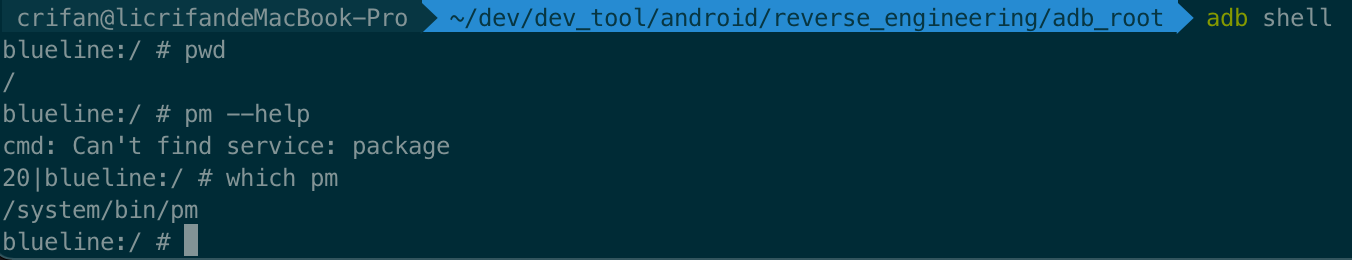 crifan@licrifandeMacBook-Pro ~/dev/dev_tool/android/reverse_engineering/adb_root adb shell
blueline:/ # pwd
/
blueline:/ # pm --help
cmd: Can't find service: package
20|blueline:/ # which pm
/system/bin/pm
blueline:/ #